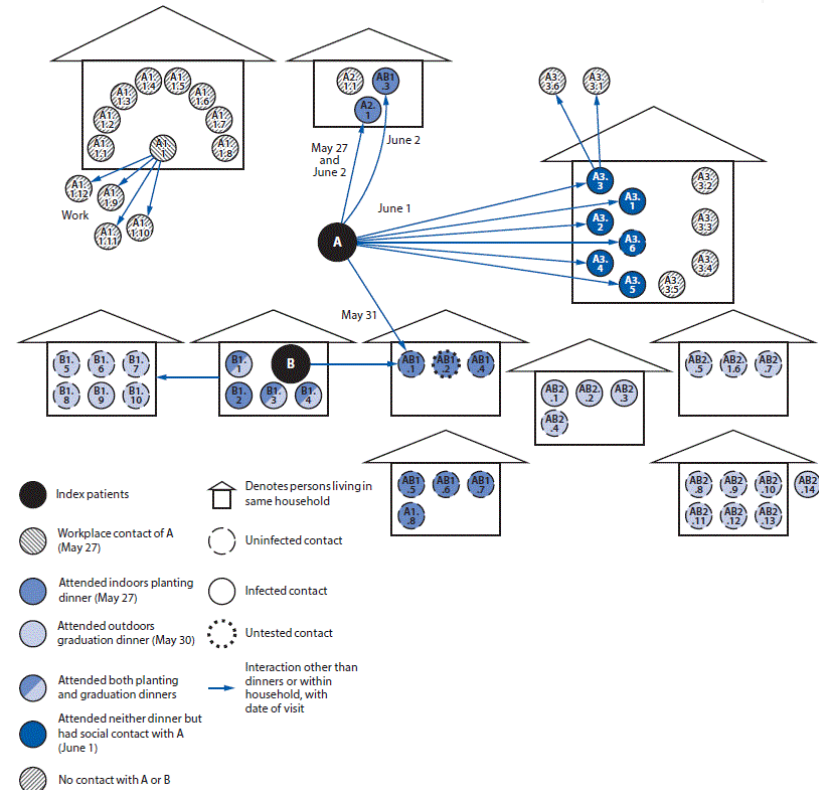 A1.
1.4
A1.
1.5
A1.
1.3
A1.
1.6
A1.
1.2
A1.
1.7
A1.
1.1
A1.
1
A1.
1.8
A1.
1.12
A1.
1.9
A1.
1.11
A1.
1.10
Work
A2.
1.1
AB1
.3
A2.
1
May 27
and
June 2
June 2
A3.
3.6
A3.
3.1
A3.
3
A3.
3.2
A3.
1
A3.
2
A3.
3.3
A3.
6
A3.
4
A3.
3.4
A3.
5
A3.
3.5
June 1
A
May 31
B1.
5
B1.
6
B1.
7
B1.
8
B1.
9
B1.
10
B1.
1
B
B1.
2
B1.
3
B1.
4
AB1
.1
AB1
.2
AB1
.4
AB2
.1
AB2.
.2
AB2
.3
AB2
.4
AB2.
.5
AB2
1.6
AB2
.7
AB1
.5
AB1
.6
AB1
.7
A1.
.8
AB2
.8
AB2
.9
AB2
.10
AB2
.14
AB2
.11
AB2
.12
AB2
.13
Index patients
Workplace contact of A
(May 27)
Attended indoors planting
dinner (May 27)
Attended outdoors
graduation dinner (May 30)
Attended both planting
and graduation dinners
Attended neither dinner but
had social contact with A
(June 1)
No contact with A or B
Denotes persons living in
same household
Uninfected contact
Infected contact
Untested contact
Interaction other than
dinners or within
household, with
date of visit